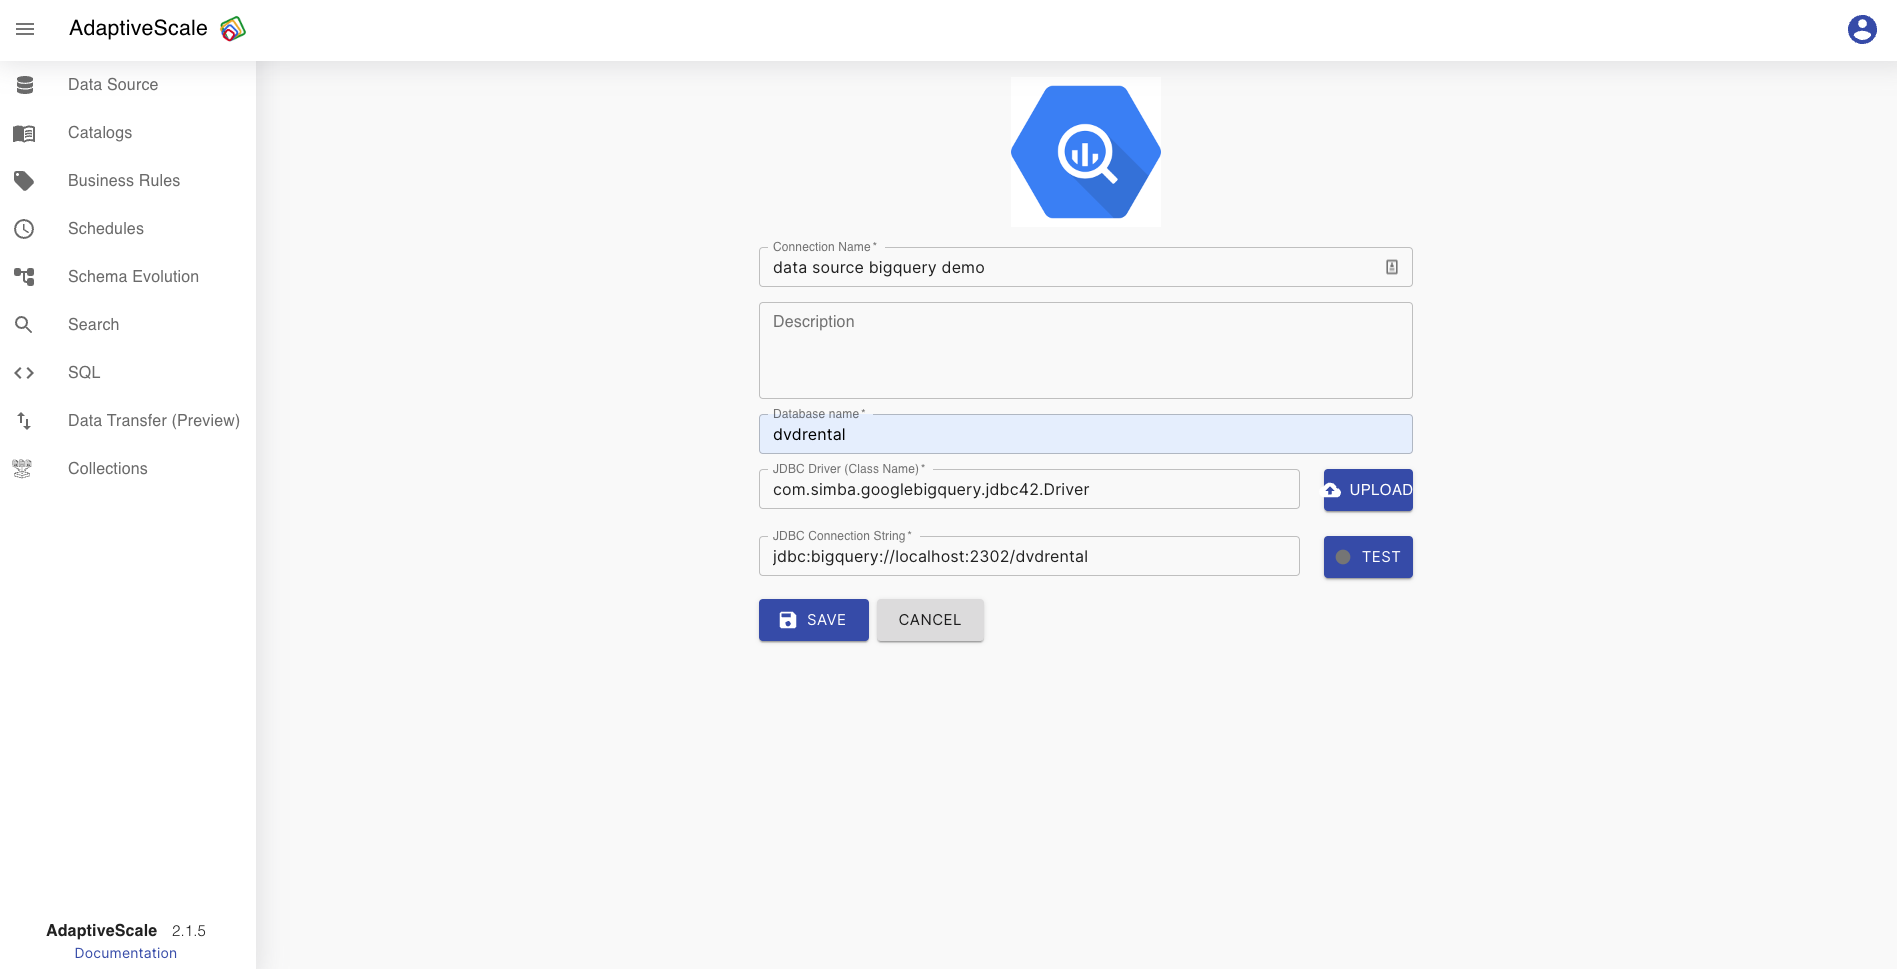 AdaptiveScale
Data Source
Catalogs
Business Rules
Schedules
Schema Evolution
Search
SQL
Data Transfer (Preview)
Collections
AdaptiveScale 2.1.5
Documentation
Connection Name *
data source bigquery demo
Description
Database name *
dvdrental
JDBC Driver (Class Name) *
com.simba.googlebigquery.jdbc42.Driver
UPLOAD
JDBC Connection String *
jdbc:bigquery://localhost:2302/dvdrental
TEST
SAVE
CANCEL